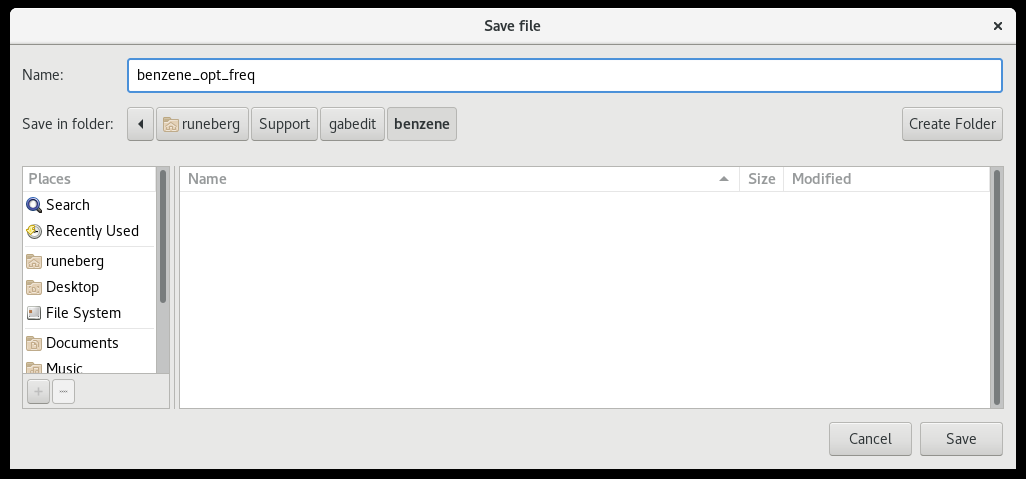 Save file ×
Name: benzene_opt_freq
Save in folder: runeberg Support gabedit benzene Create Folder
Places
Search
Recently Used
runeberg
Desktop
File System
Documents
Music
Name Size Modified
Cancel Save